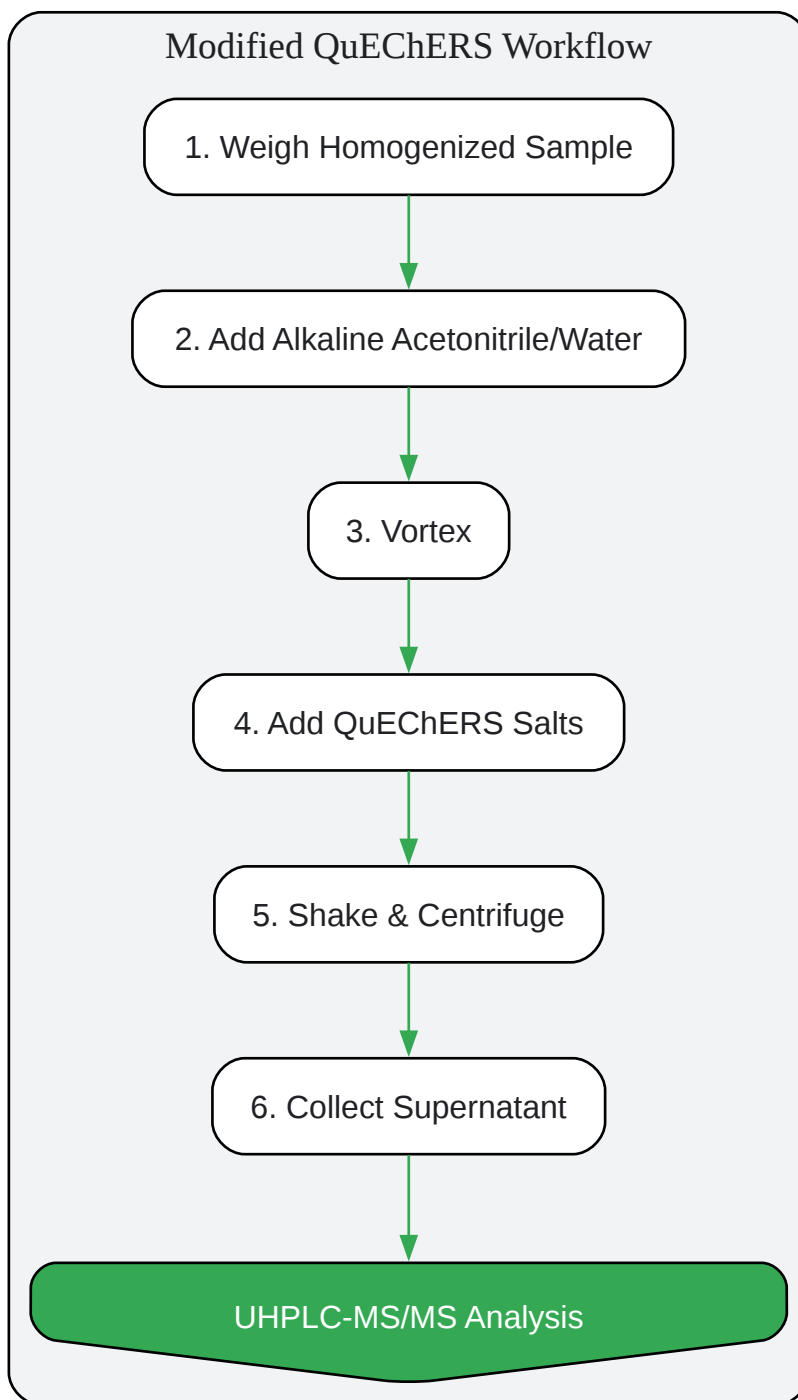 Modified QuEChERS Workflow
1. Weigh Homogenized Sample
2. Add Alkaline Acetonitrile/Water
3. Vortex
4. Add QuEChERS Salts
5. Shake & Centrifuge
6. Collect Supernatant
UHPLC-MS/MS Analysis